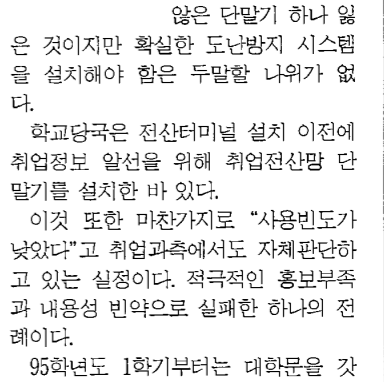 않은 단말기 하나 잃
은 것이지만 확실한 도난방지 시스템
을 설치해야 함은 두말할 나위가 없
다.
학교당국은 전산터미널 설치 이전에
취업정보 알선을 위해 취업전산망 단
말기를 설치한 바 있다.
이것 또한 마찬가지로 “사용빈도가
낮았다”고 취업과측에서도 자체판단하
고 있는 실정이다. 적극적인 홍보부족
과 내용성 빈약으로 실패한 하나의 전
례이다.
95학년도 1학기부터는 대학문을 갓